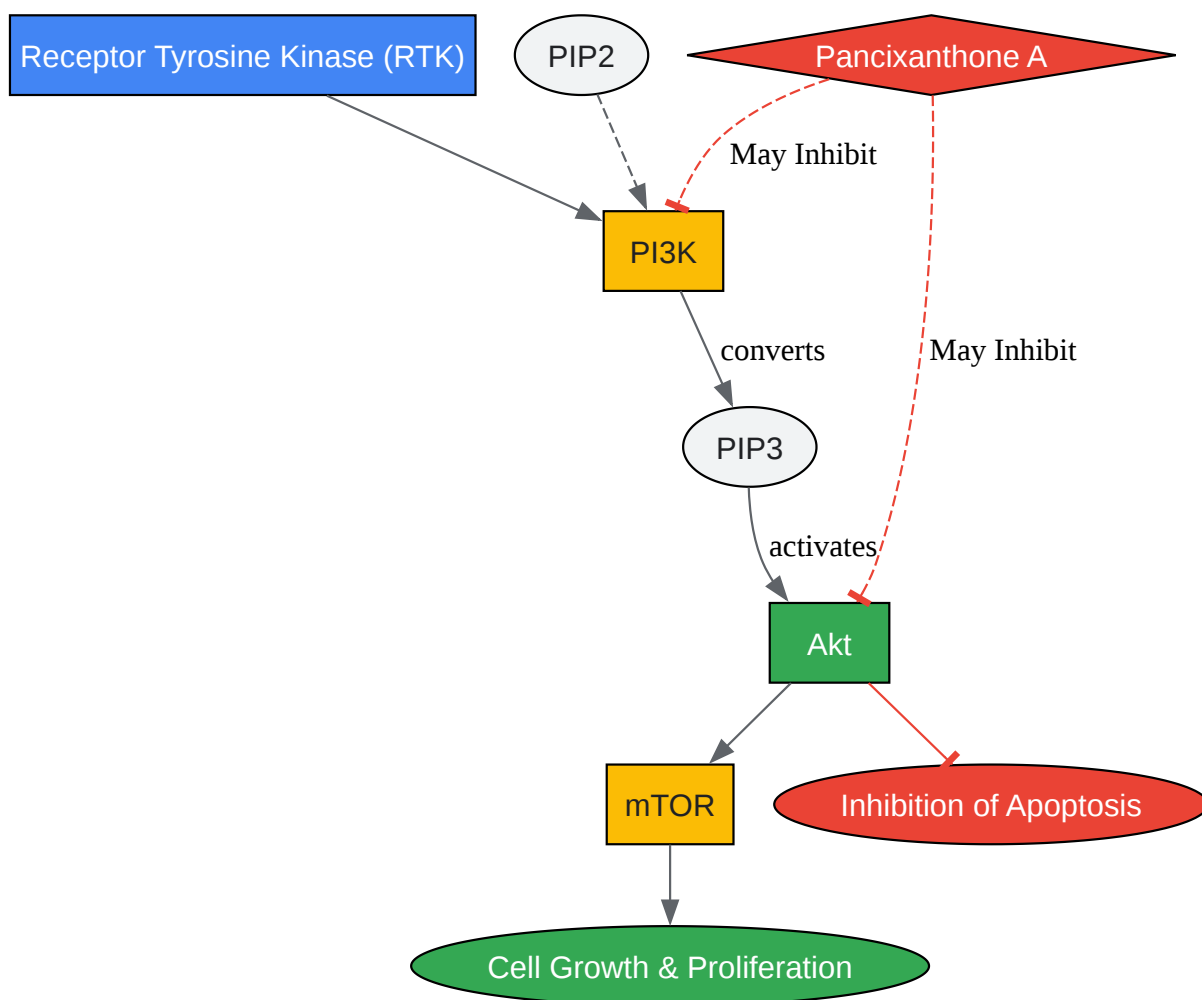 Receptor Tyrosine Kinase (RTK)
PIP2
Pancixanthone A
May Inhibit
PI3K
converts
May Inhibit
PIP3
activates
Akt
mTOR
Inhibition of Apoptosis
Cell Growth & Proliferation